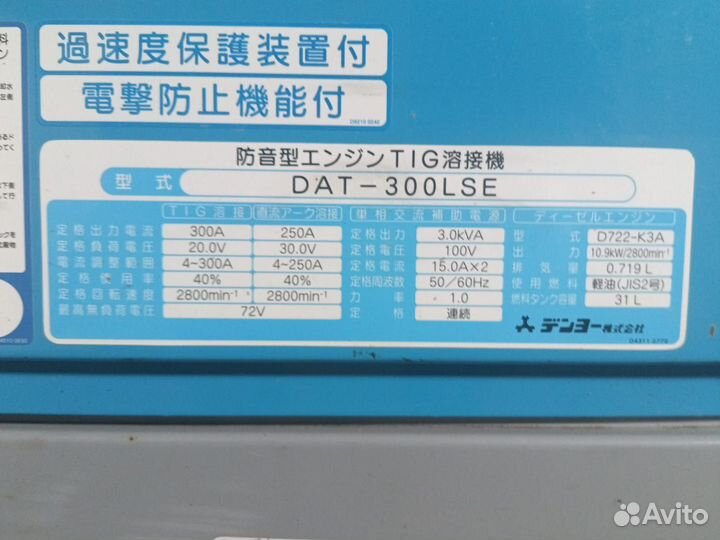 過速度保護装置付
電撃防止機能付
防音型エンジンTIG溶接機
型式 DAT-300LSE
TIG溶接 直流アーク溶接
定格出力電流 300A 250A
定格負荷電圧 20.0V 30.0V
電流調整範囲 4~300A 4~250A
定格使用率 40% 40%
定格回転速度 2800min⁻¹ 2800min⁻¹
最高無負荷電圧 72V
単相交流補助電源
定格出力 3.0kVA
定格電圧 100V
定格電流 15.0A×2
定格周波数 50/60Hz
力率 1.0
定格 連続
ディーゼルエンジン
型式 D722-K3A
出力 10.9kW/2800min⁻¹
排気量 0.719L
使用燃料 軽油(JIS2号)
燃料タンク容量 31L
デンヨー株式会社
Avito